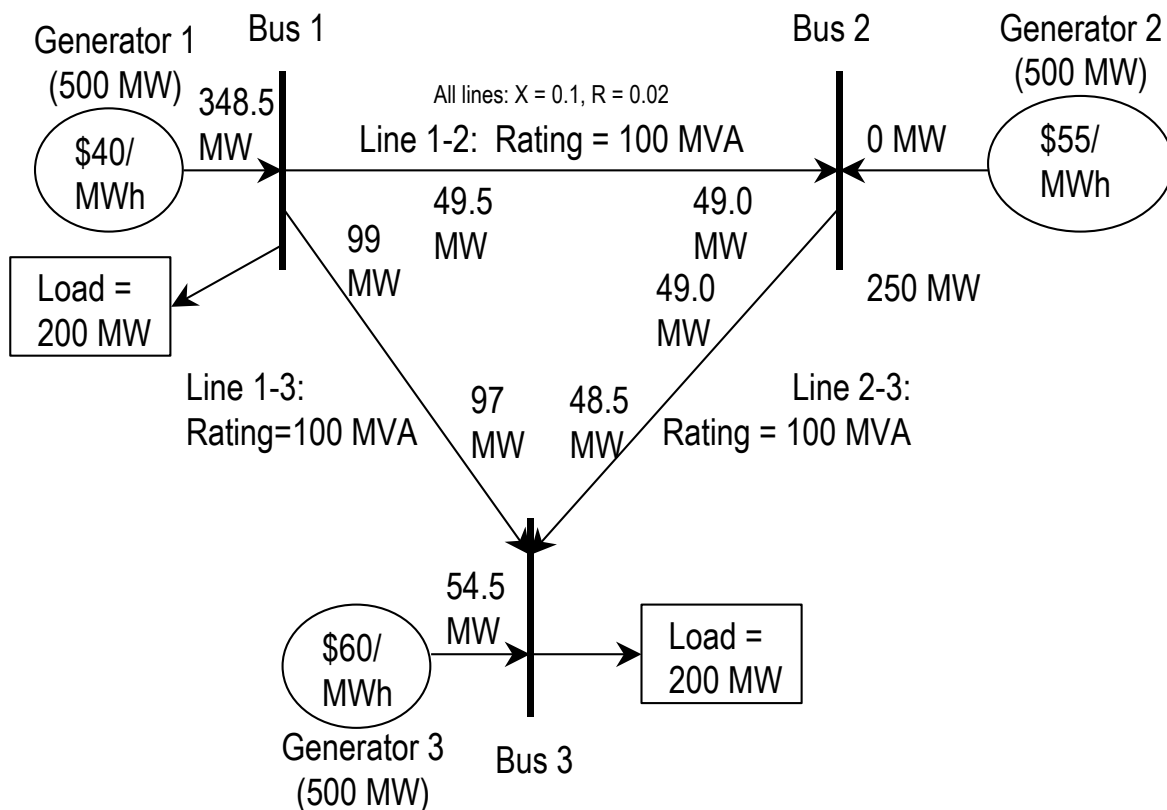 Generator 1
(500 MW)
Bus 1
Bus 2
Generator 2
(500 MW)
348.5
MW
All lines: X = 0.1, R = 0.02
Line 1-2:  Rating = 100 MVA
0 MW
$40/
MWh
$55/
MWh
49.5
MW
49.0
MW
99
MW
49.0
MW
250 MW
Load =
200 MW
Line 1-3:
Rating=100 MVA
97
MW
48.5
MW
Line 2-3:
Rating = 100 MVA
54.5
MW
$60/
MWh
Load =
200 MW
Generator 3
(500 MW)
Bus 3